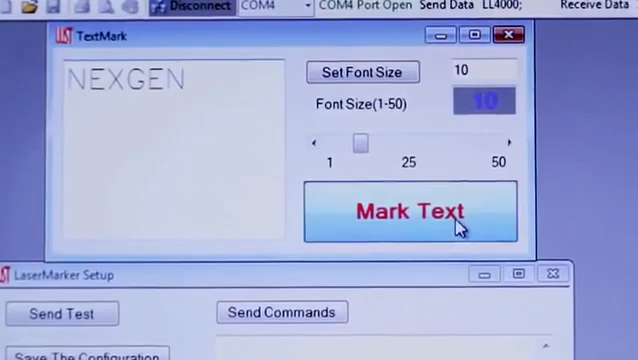 Disconnect COM4 COM4 Port Open Send Data LL4000; Receive Data
TextMark
NEXGEN
Set Font Size 10
Font Size(1-50) 10
1 25 50
Mark Text
LaserMarker Setup
Send Test Send Commands
Save The Configuration